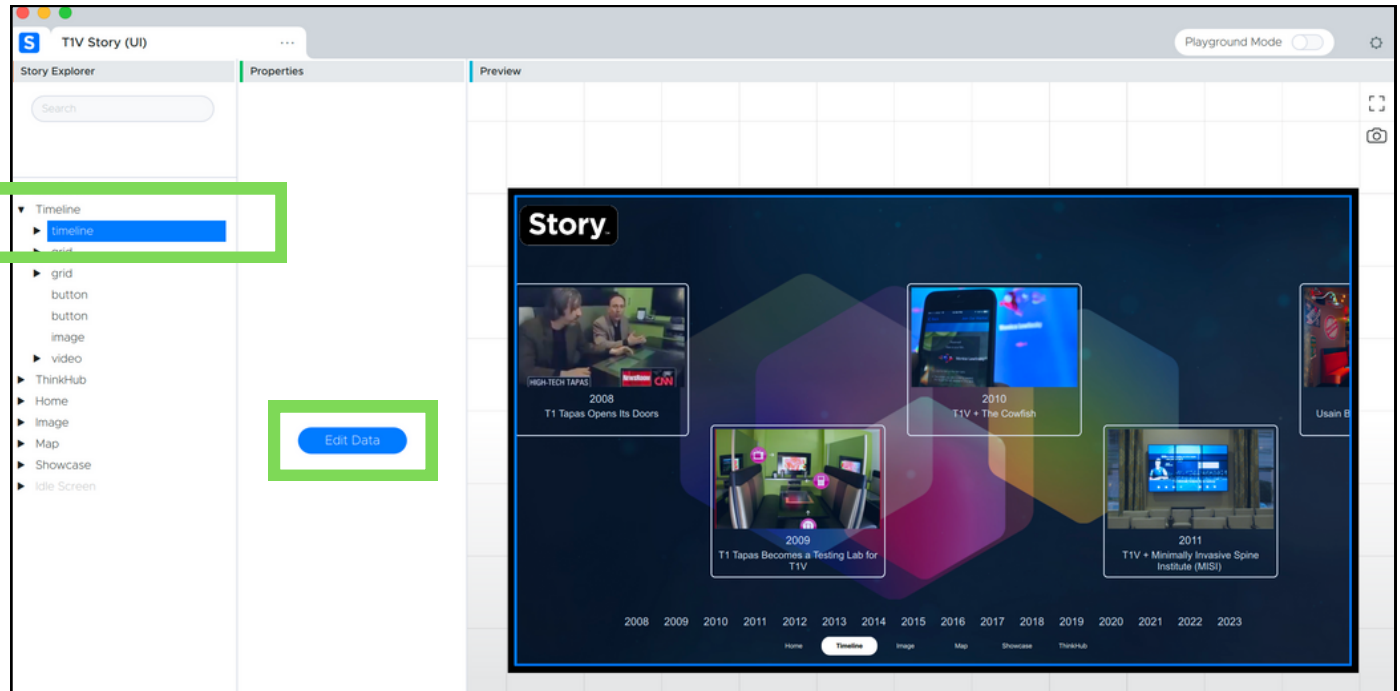 S T1V Story (UI) ...
Playground Mode
Story Explorer
Properties
Preview
Search
Timeline
timeline
grid
grid
button
button
image
video
ThinkHub
Home
Image
Map
Showcase
Idle Screen
Edit Data
Story
HIGH-TECH TAPAS
NewsRoom CNN
2008
T1 Tapas Opens Its Doors
2010
T1V + The Cowfish
Usain B
2009
T1 Tapas Becomes a Testing Lab for
T1V
2011
T1V + Minimally Invasive Spine
Institute (MISI)
2008 2009 2010 2011 2012 2013 2014 2015 2016 2017 2018 2019 2020 2021 2022 2023
Home Timeline Image Map Showcase ThinkHub